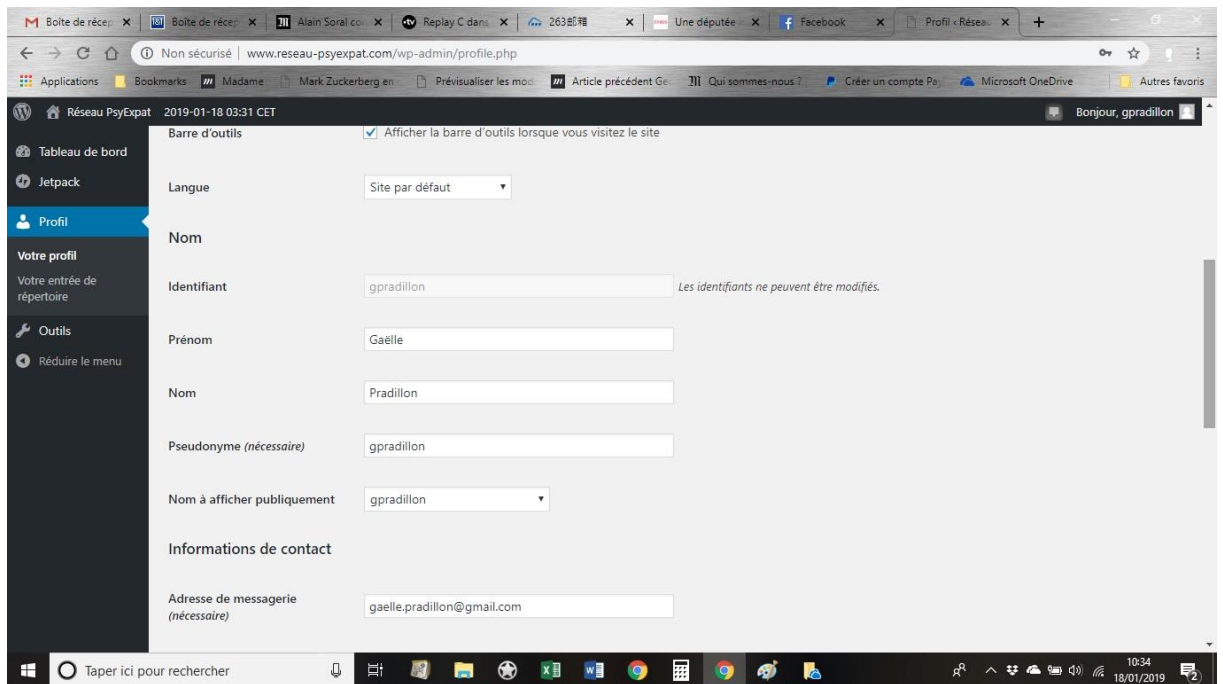 Boîte de récep
Boîte de récep
Alain Soral co
Replay C dans
263邮箱
Une députée
Facebook
Profil ‹ Réseau
Non sécurisé | www.reseau-psyexpat.com/wp-admin/profile.php
Applications
Bookmarks
Madame
Mark Zuckerberg en
Prévisualiser les mod
Article précédent Ge
Qui sommes-nous ?
Créer un compte Pay
Microsoft OneDrive
Autres favoris
Réseau PsyExpat 2019-01-18 03:31 CET
Bonjour, gpradillon
Tableau de bord
Jetpack
Profil
Votre profil
Votre entrée de
répertoire
Outils
Réduire le menu
Barre d'outils
Afficher la barre d'outils lorsque vous visitez le site
Langue
Site par défaut
Nom
Identifiant
gpradillon
Les identifiants ne peuvent être modifiés.
Prénom
Gaëlle
Nom
Pradillon
Pseudonyme (nécessaire)
gpradillon
Nom à afficher publiquement
gpradillon
Informations de contact
Adresse de messagerie
(nécessaire)
gaelle.pradillon@gmail.com
Taper ici pour rechercher
10:34
18/01/2019
2